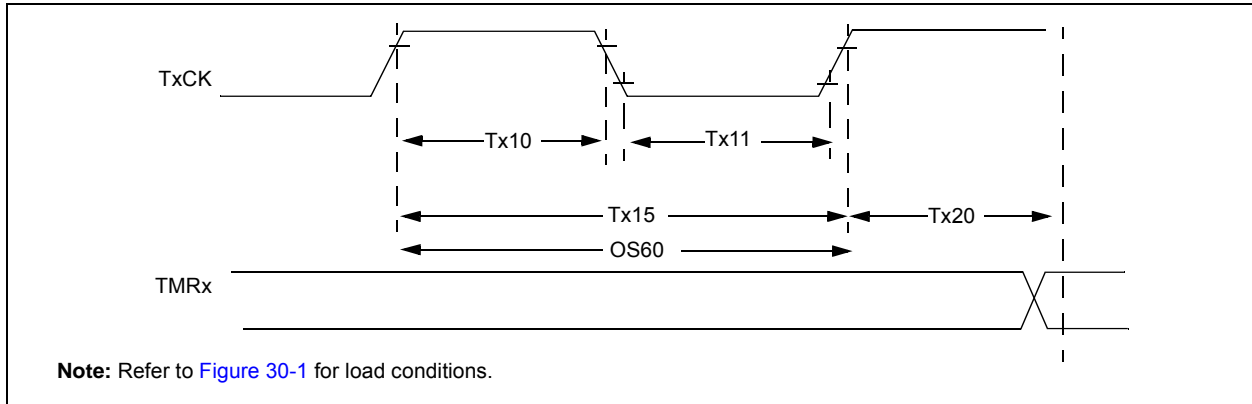 TxCK
Tx10
Tx11
Tx15
Tx20
OS60
TMRx
Note: Refer to Figure 30-1 for load conditions.